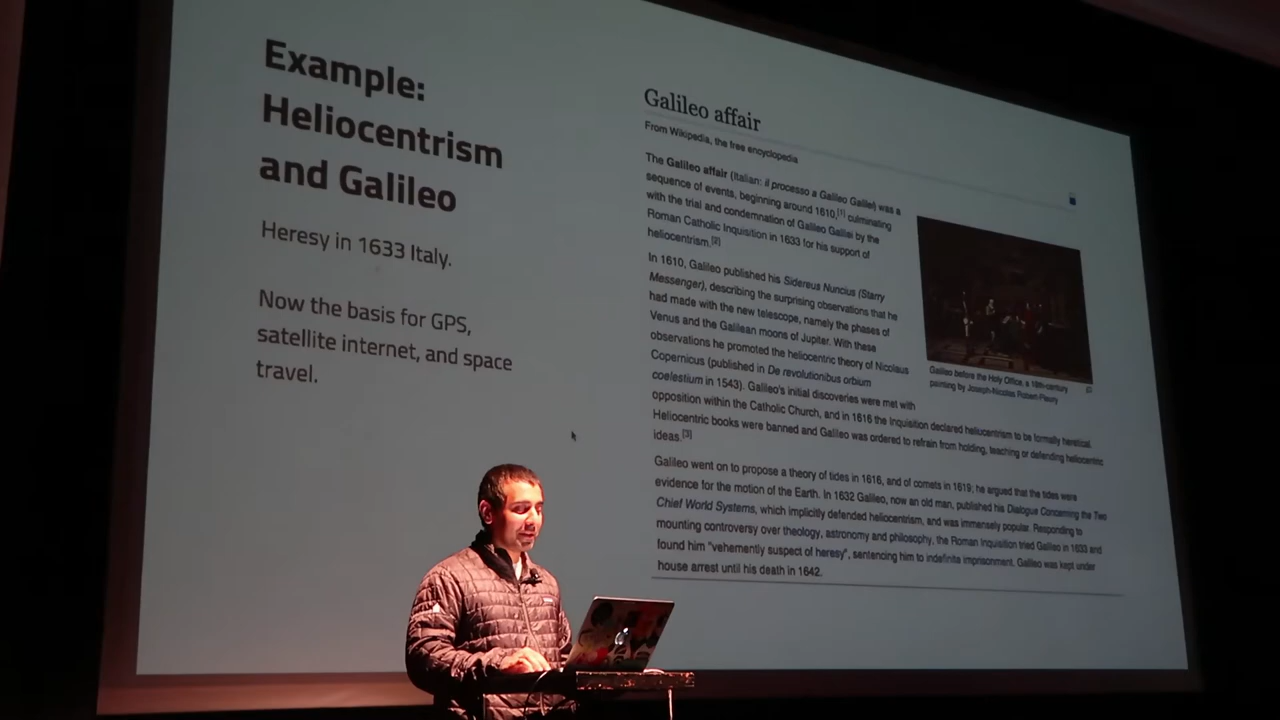 Example:
Heliocentrism
and Galileo
Heresy in 1633 Italy.
Now the basis for GPS,
satellite internet, and space
travel.
Galileo affair
From Wikipedia, the free encyclopedia
The Galileo affair (Italian: il processo a Galileo Galilei) was a
sequence of events, beginning around 1610,[1] culminating
with the trial and condemnation of Galileo Galilei by the
Roman Catholic Inquisition in 1633 for his support of
heliocentrism.[2]
In 1610, Galileo published his Sidereus Nuncius (Starry
Messenger), describing the surprising observations that he
had made with the new telescope, namely the phases of
Venus and the Galilean moons of Jupiter. With these
observations he promoted the heliocentric theory of Nicolaus
Copernicus (published in De revolutionibus orbium
coelestium in 1543). Galileo's initial discoveries were met with
opposition within the Catholic Church, and in 1616 the Inquisition declared heliocentrism to be formally heretical.
Heliocentric books were banned and Galileo was ordered to refrain from holding, teaching or defending heliocentric
ideas.[3]
Galileo went on to propose a theory of tides in 1616, and of comets in 1619; he argued that the tides were
evidence for the motion of the Earth. In 1632 Galileo, now an old man, published his Dialogue Concerning the Two
Chief World Systems, which implicitly defended heliocentrism, and was immensely popular. Responding to
mounting controversy over theology, astronomy and philosophy, the Roman Inquisition tried Galileo in 1633 and
found him "vehemently suspect of heresy", sentencing him to indefinite imprisonment. Galileo was kept under
house arrest until his death in 1642.
Galileo before the Holy Office, a 19th-century
painting by Joseph-Nicolas Robert-Fleury